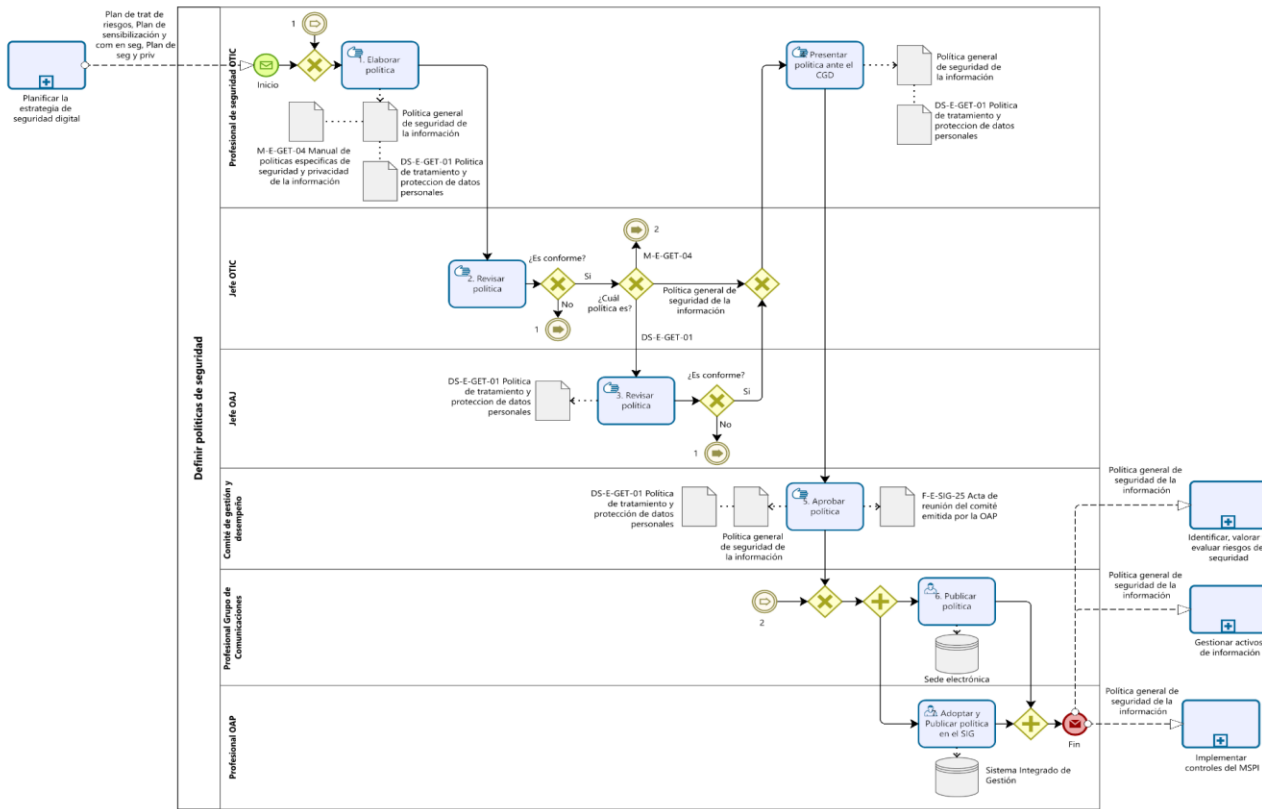 Plan de trat de
riesgos, Plan de
sensibilización y
com en seg, Plan de
seg y priv
Planificar la
estrategia de
seguridad digital
Definir políticas de seguridad
Profesional de seguridad OTIC
1
Inicio
1. Elaborar
política
Política general
de seguridad de
la información
M-E-GET-04 Manual de
politicas especificas de
seguridad y privacidad
de la información
DS-E-GET-01 Politica
de tratamiento y
proteccion de datos
personales
4. Presentar
política ante el
CGD
Política general
de seguridad de
la información
DS-E-GET-01 Politica
de tratamiento y
proteccion de datos
personales
Jefe OTIC
2. Revisar
política
¿Es conforme?
Si
No
1
2
M-E-GET-04
¿Cuál
política es?
Política general de
seguridad de la
información
DS-E-GET-01
Jefe OAJ
DS-E-GET-01 Politica
de tratamiento y
proteccion de datos
personales
3. Revisar
política
¿Es conforme?
Si
No
1
Comité de gestión y
desempeño
DS-E-GET-01 Política
de tratamiento y
protección de datos
personales
Política general
de seguridad de
la información
5. Aprobar
política
F-E-SIG-25 Acta de
reunión del comité
emitida por la OAP
Profesional Grupo de
Comunicaciones
2
6. Publicar
política
Sede electrónica
Profesional OAP
Adoptar y
Publicar política
en el SIG
Sistema Integrado de
Gestión
Fin
Política general de
seguridad de la
información
Identificar, valorar
evaluar riesgos de
seguridad
Política general de
seguridad de la
información
Gestionar activos
de información
Política general de
seguridad de la
información
Implementar
controles del MSPI